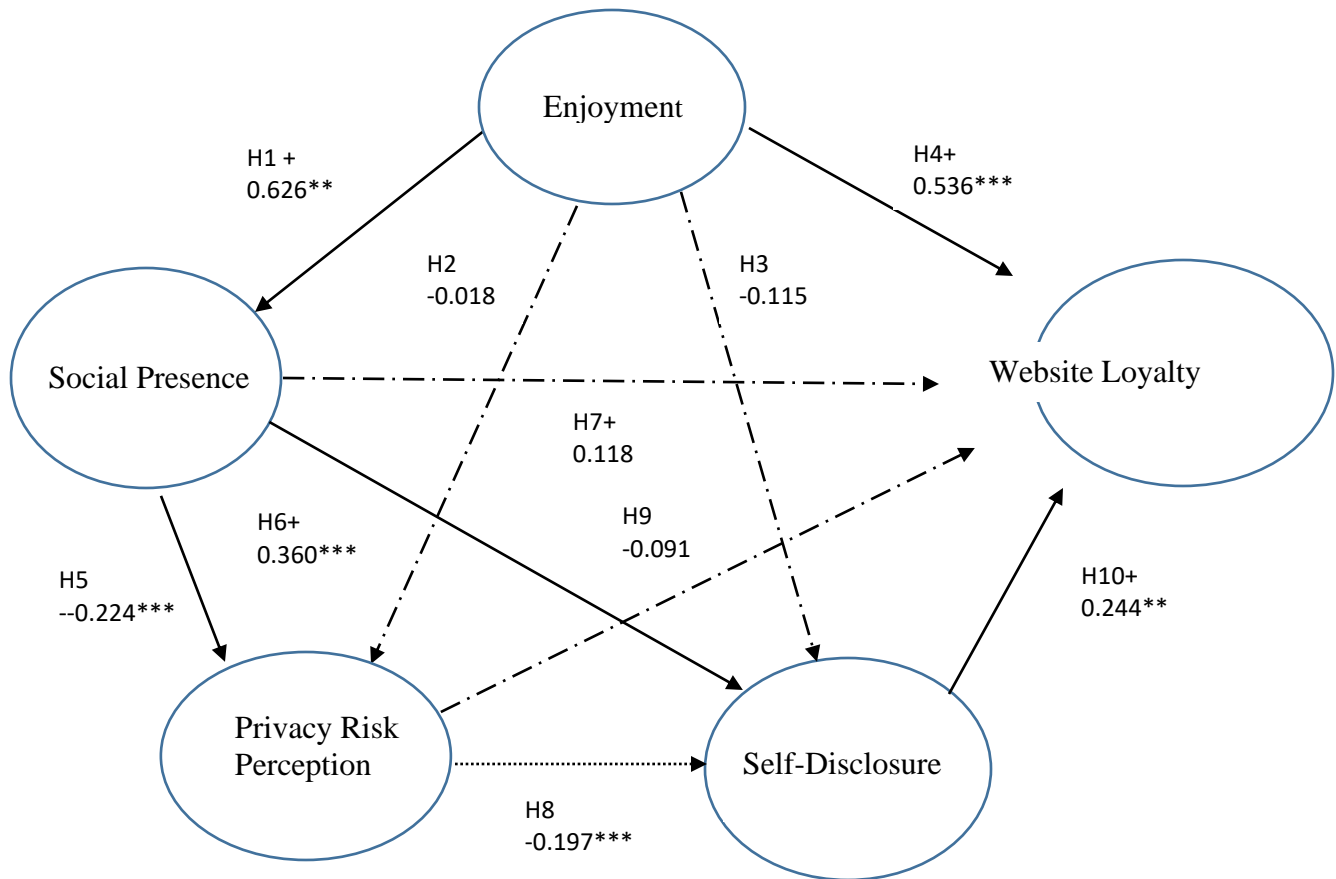 Enjoyment
H1 +
0.626**
H4+
0.536***
H2
-0.018
H3
-0.115
Social Presence
Website Loyalty
H7+
0.118
H6+
0.360***
H9
-0.091
H5
--0.224***
H10+
0.244**
Privacy Risk
Perception
Self-Disclosure
H8
-0.197***